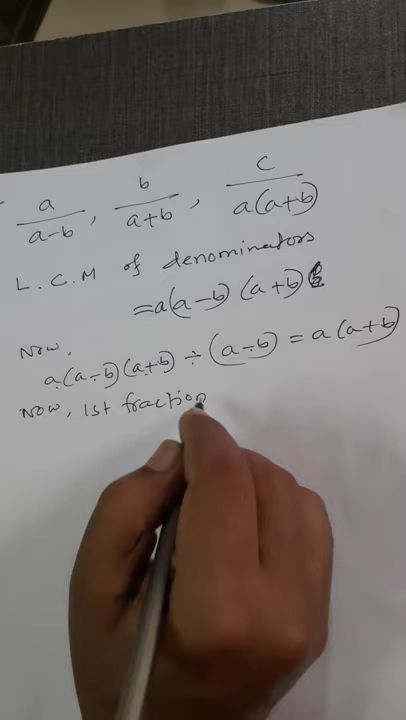 a/a-b, b/a+b, c/a(a+b)
L.C.M of denominators
=a(a-b) (a+b)
Now,
a(a-b)(a+b) ÷ (a-b) = a(a+b)
Now, 1st fraction